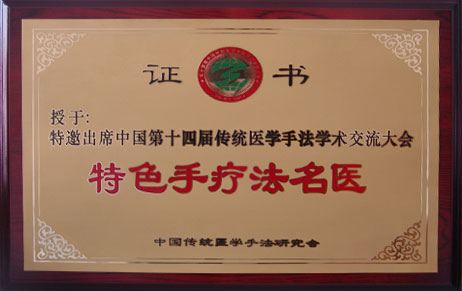 证书
授于:
特邀出席中国第十四届传统医学手法学术交流大会
特色手疗法名医
中国传统医学手法研究会